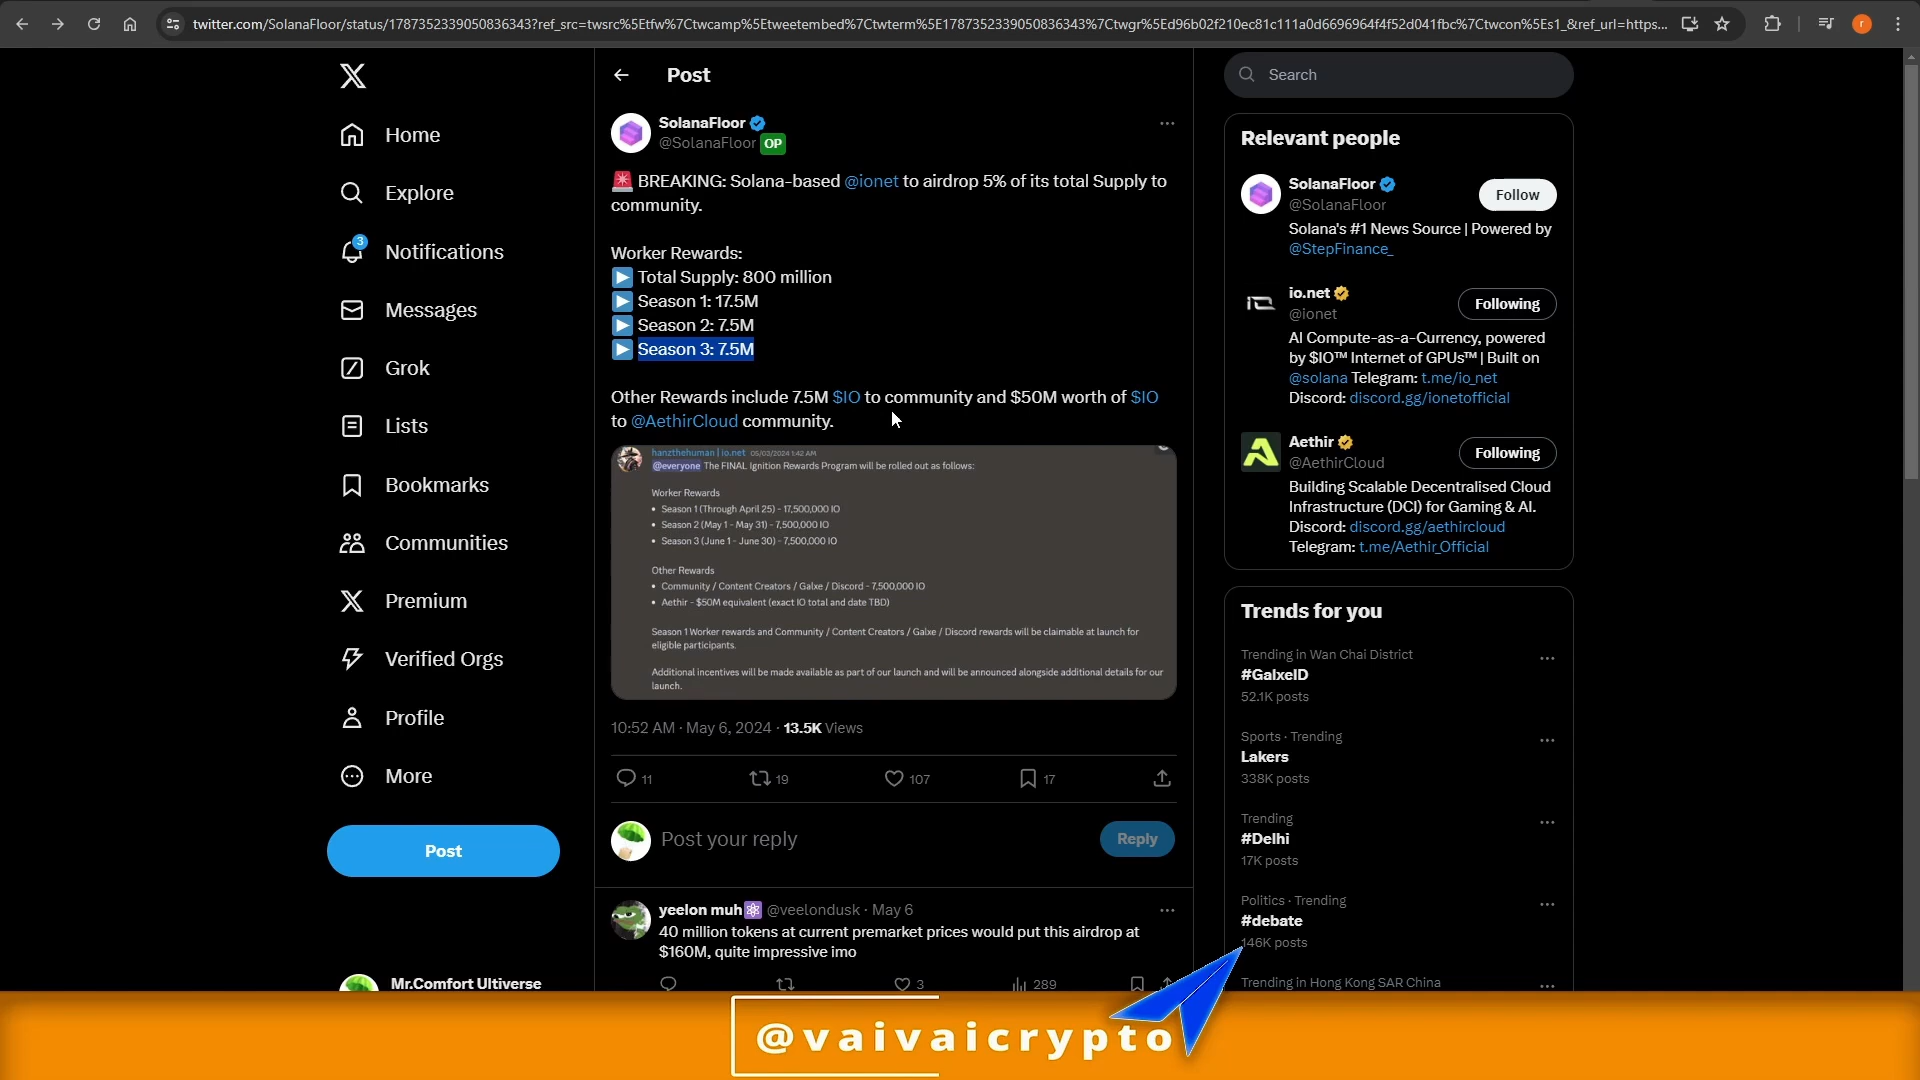 twitter.com/SolanaFloor/status/1787352339050836343?ref_src=twsrc%5Etfw%7Ctwcamp%5Etweetembed%7Ctwterm%5E1787352339050836343%7Ctwgr%5Ed96b02f210ec81c111a0d6696964f4f52d041fbc%7Ctwcon%5Es1_&ref_url=https...
r
Home
Explore
3
Notifications
Messages
Grok
Lists
Bookmarks
Communities
Premium
Verified Orgs
Profile
More
Post
Mr.Comfort Ultiverse
Post
SolanaFloor
@SolanaFloor OP
BREAKING: Solana-based @ionet to airdrop 5% of its total Supply to
community.
Worker Rewards:
Total Supply: 800 million
Season 1: 17.5M
Season 2: 7.5M
Season 3: 7.5M
Other Rewards include 7.5M $IO to community and $50M worth of $IO
to @AethirCloud community.
hanzthehuman | io.net 05/03/2024 1:42 AM
@everyone The FINAL Ignition Rewards Program will be rolled out as follows:
Worker Rewards
• Season 1 (Through April 25) - 17,500,000 IO
• Season 2 (May 1 - May 31) - 7,500,000 IO
• Season 3 (June 1 - June 30) - 7,500,000 IO
Other Rewards
• Community / Content Creators / Galxe / Discord - 7,500,000 IO
• Aethir - $50M equivalent (exact IO total and date TBD)
Season 1 Worker rewards and Community / Content Creators / Galxe / Discord rewards will be claimable at launch for
eligible participants.
Additional incentives will be made available as part of our launch and will be announced alongside additional details for our
launch.
10:52 AM · May 6, 2024 · 13.5K Views
11 19 107 17
Post your reply
Reply
yeelon muh @veelondusk · May 6
40 million tokens at current premarket prices would put this airdrop at
$160M, quite impressive imo
3 289
Search
Relevant people
SolanaFloor
@SolanaFloor
Follow
Solana's #1 News Source | Powered by
@StepFinance_
io.net
@ionet
Following
AI Compute-as-a-Currency, powered
by $IO™ Internet of GPUs™ | Built on
@solana Telegram: t.me/io_net
Discord: discord.gg/ionetofficial
Aethir
@AethirCloud
Following
Building Scalable Decentralised Cloud
Infrastructure (DCI) for Gaming & AI.
Discord: discord.gg/aethircloud
Telegram: t.me/Aethir_Official
Trends for you
Trending in Wan Chai District
#GalxeID
52.1K posts
Sports · Trending
Lakers
338K posts
Trending
#Delhi
17K posts
Politics · Trending
#debate
146K posts
Trending in Hong Kong SAR China
@vaivaicrypto